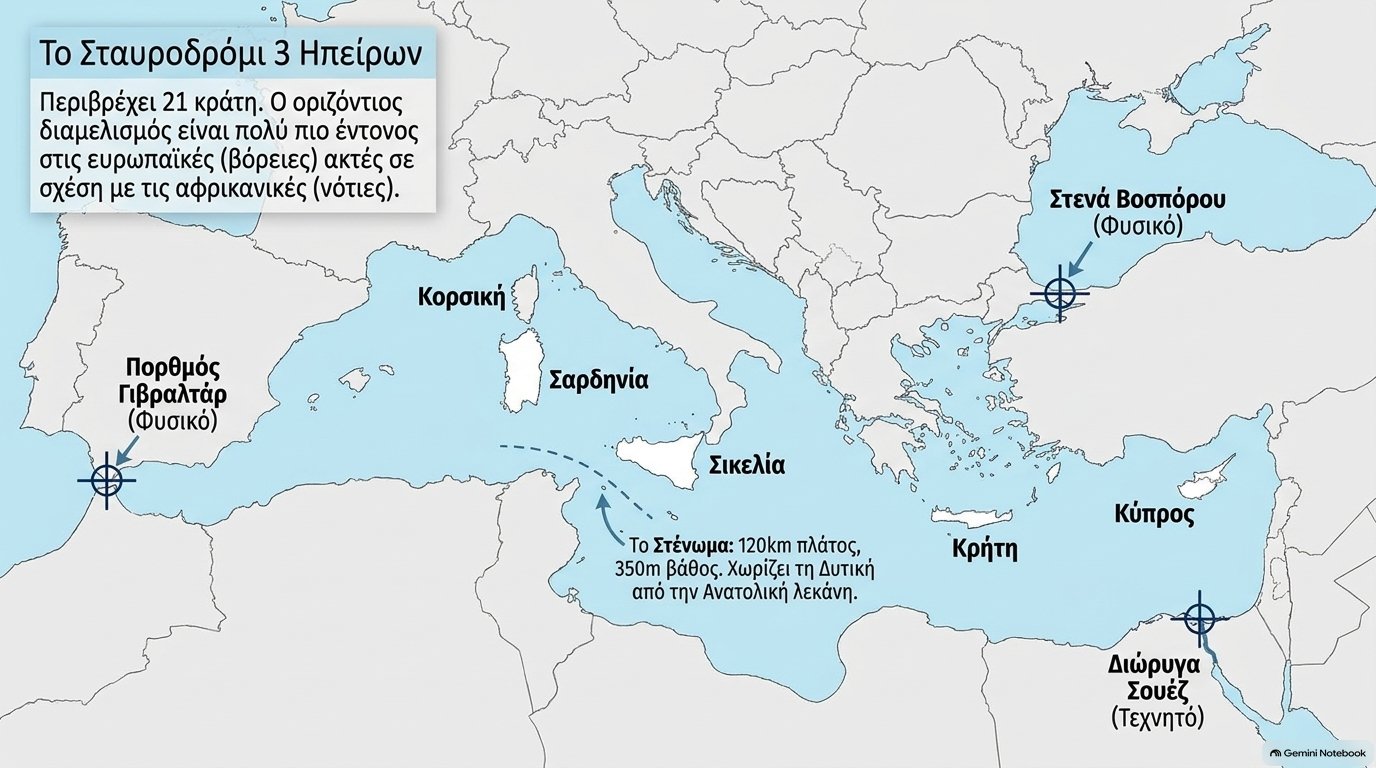 Το Σταυροδρόμι 3 Ηπείρων
Περιβρέχει 21 κράτη. Ο οριζόντιος
διαμελισμός είναι πολύ πιο έντονος
στις ευρωπαϊκές (βόρειες) ακτές σε
σχέση με τις αφρικανικές (νότιες).
Στενά Βοσπόρου
(Φυσικό)
Κορσική
Πορθμός
Γιβραλτάρ
(Φυσικό)
Σαρδηνία
Σικελία
Κύπρος
Κρήτη
Το Στένωμα: 120km πλάτος,
350m βάθος. Χωρίζει τη Δυτική
από την Ανατολική λεκάνη.
Διώρυγα
Σουέζ
(Τεχνητό)
Gemini Notebook